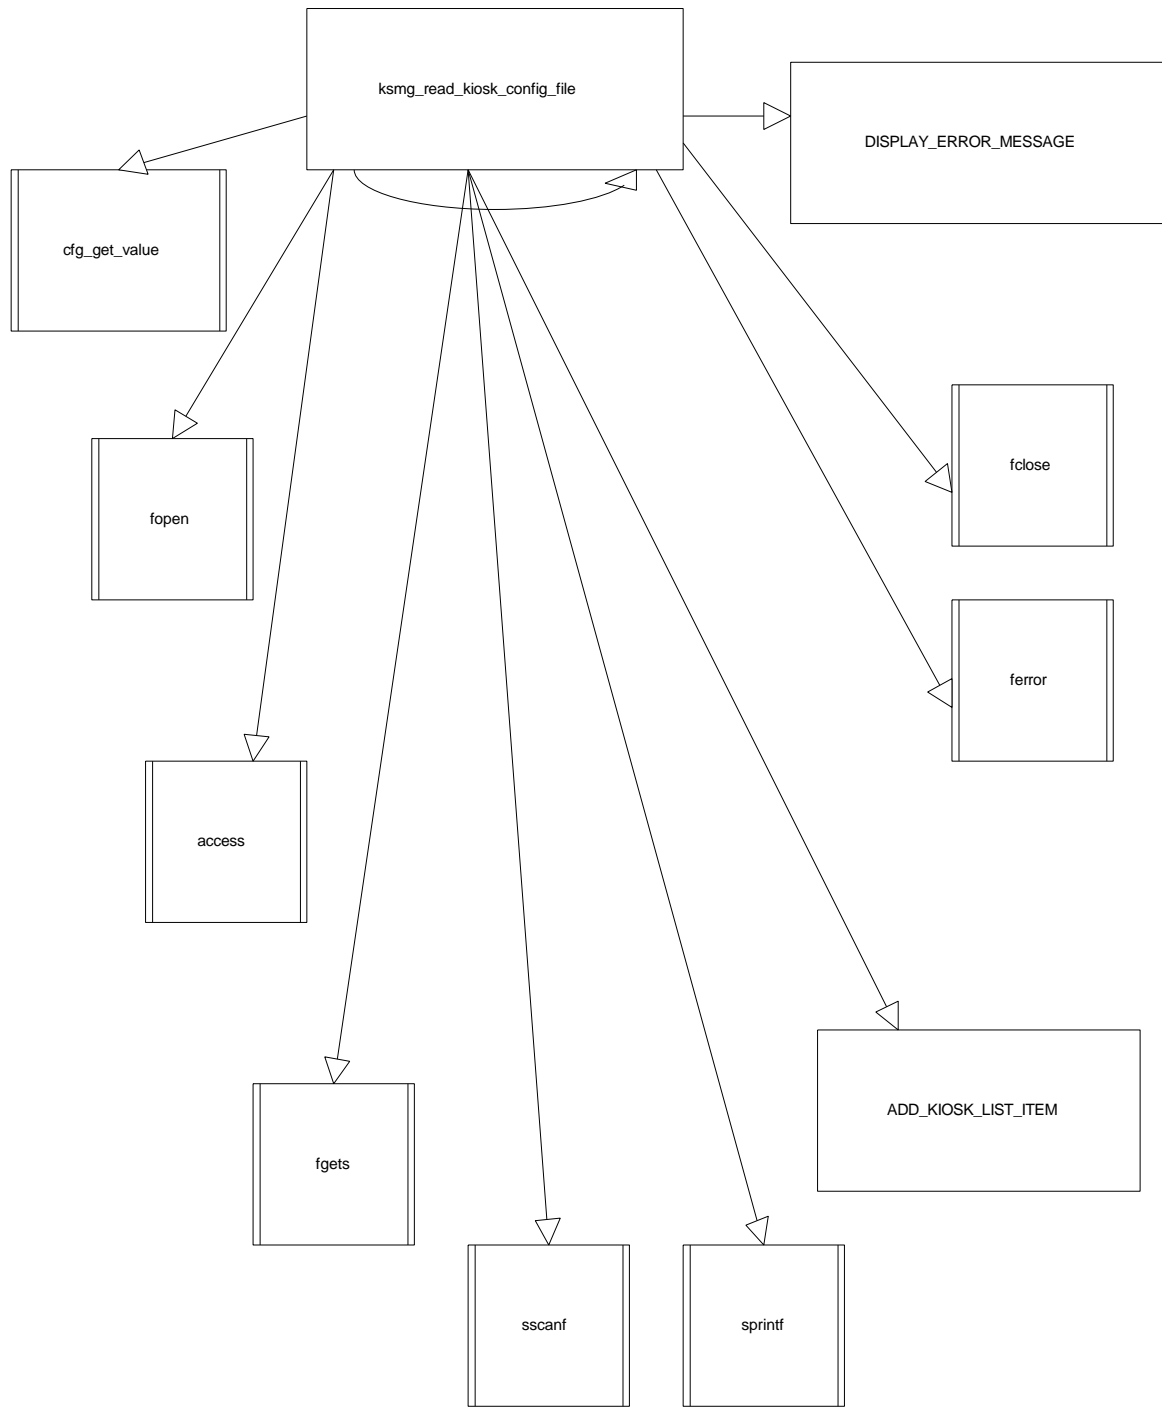 ksmg_read_kiosk_config_file
DISPLAY_ERROR_MESSAGE
cfg_get_value
fclose
fopen
ferror
access
ADD_KIOSK_LIST_ITEM
fgets
sscanf
sprintf